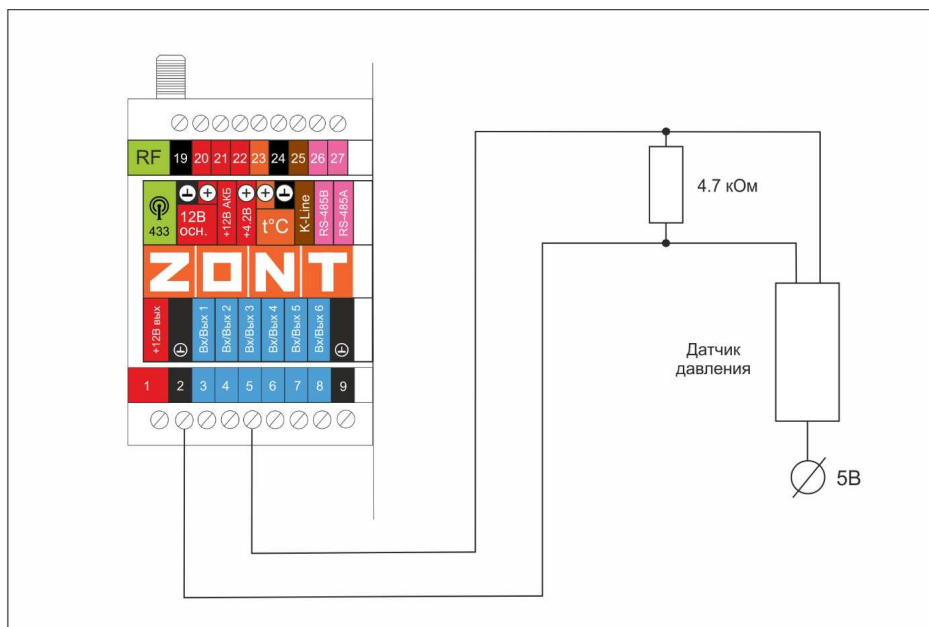 RF 19 20 21 22 23 24 25 26 27
433
12В
осн.
+12В АКБ
+4.2В
t°C
K-Line
RS-485B
RS-485A
ZONT
+12В вых
Вх/Вых 1
Вх/Вых 2
Вх/Вых 3
Вх/Вых 4
Вх/Вых 5
Вх/Вых 6
1 2 3 4 5 6 7 8 9
4.7 кОм
Датчик
давления
5В